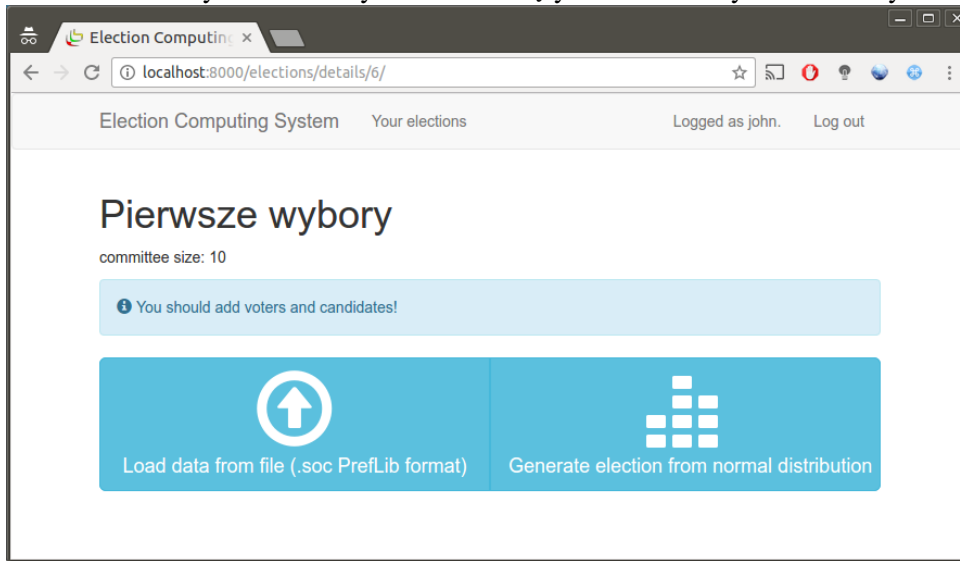 Election Computing
localhost:8000/elections/details/6/
Election Computing System Your elections Logged as john. Log out
Pierwsze wybory
committee size: 10
You should add voters and candidates!
Load data from file (.soc PrefLib format) Generate election from normal distribution